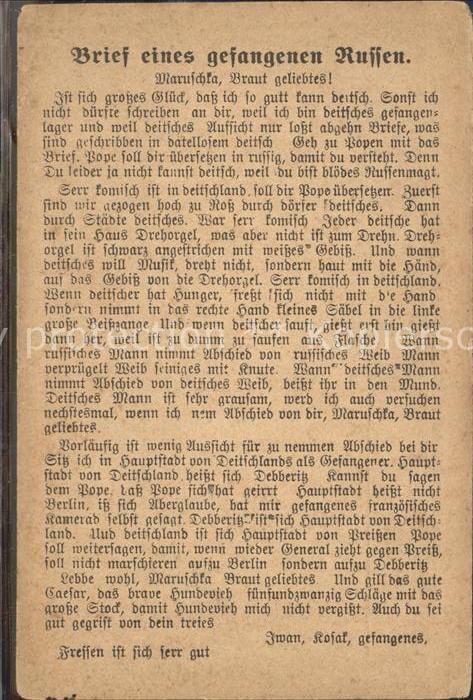 Brief eines gefangenen Russen.
Maruschka, Braut geliebtes!
Ist sich großes Glück, daß ich so gutt kann deitsch. Sonst ich
nicht dürfte schreiben an dir, weil ich bin deitsches gefangen-
lager und weil deitsches Aufsicht nur loßt abgehn Briefe, was
sind geschribben in datellosem deitsch Geh zu Popen mit das
Brief. Pope soll dir übersetzen in russig, damit du versteht. Denn
Du leider ja nicht kannst deitsch, weil du bist blödes Russenmagt.
Serr komisch ist in deitschland, soll dir Popo übersetzen. Zuerst
sind wir gezogen hoch zu Roß durch dörfer deitsches. Dann
durch Städte deitsches. War serr komisch Jeder deitsche hat
in sein Haus Drehorgel, was aber nicht ist zum Drehn. Dreh-
orgel ist schwarz angestrichen mit weißes Gebiß. Und wann
deitsches will Musik, dreht nicht, sondern haut mit die Händ,
auf das Gebiß von die Drehorgel. Serr komisch in deitschland.
Wenn deitscher hat Hunger, freßt sich nicht mit die Hand
sondern nimmt in das rechte Hand kleines Säbel in die linke
große Beißzange. Und wenn deitscher sauft, gießt erst bin gießt
dann her, weil ist zu dumm zu saufen aus Flasche. Wann
russisches Mann nimmt Abschied von russisches Weib Mann
verprügelt Weib seiniges mit Knute. Wann deitsches Mann
nimmt Abschied von deitsches Weib, beißt ihr in den Mund.
Deitsches Mann ist sehr grausam, werd ich auch versuchen
nechstesmal, wenn ich nem Abschied von dir, Maruschka, Braut
geliebtes.
Vorläufig ist wenig Aussicht für zu nemmen Abschied bei dir
Sitz ich in Hauptstadt von Deitschlands als Gefangener. Haupt-
stadt von Deitschland heißt sich Debberitz Kannst du sagen
dem Pope, daß Pope sich hat geirrt Hauptstadt heißt nicht
Berlin, iß sich Aberglaube, hat mir gefangenes französisches
Kamerad selbst gesagt. Debberitz ist sich Hauptstadt von Deitsch-
land. Uud deitschland ist sich Hauptstadt von Preißen Pope
soll weitersagen, damit, wenn wieder General zieht gegen Preiß,
soll nicht marschieren aufzu Berlin sondern aufzu Debberitz
Lebbe wohl, Maruschka Braut geliebtes Und gill das gute
Caesar, das brave Hundevieh fünfundzwanzig Schläge mit das
große Stock, damit Hundevieh mich nicht vergißt. Auch du sei
gut gegrist von dein treies
Iwan, Kosak, gefangenes,
Fressen ist sich serr gut